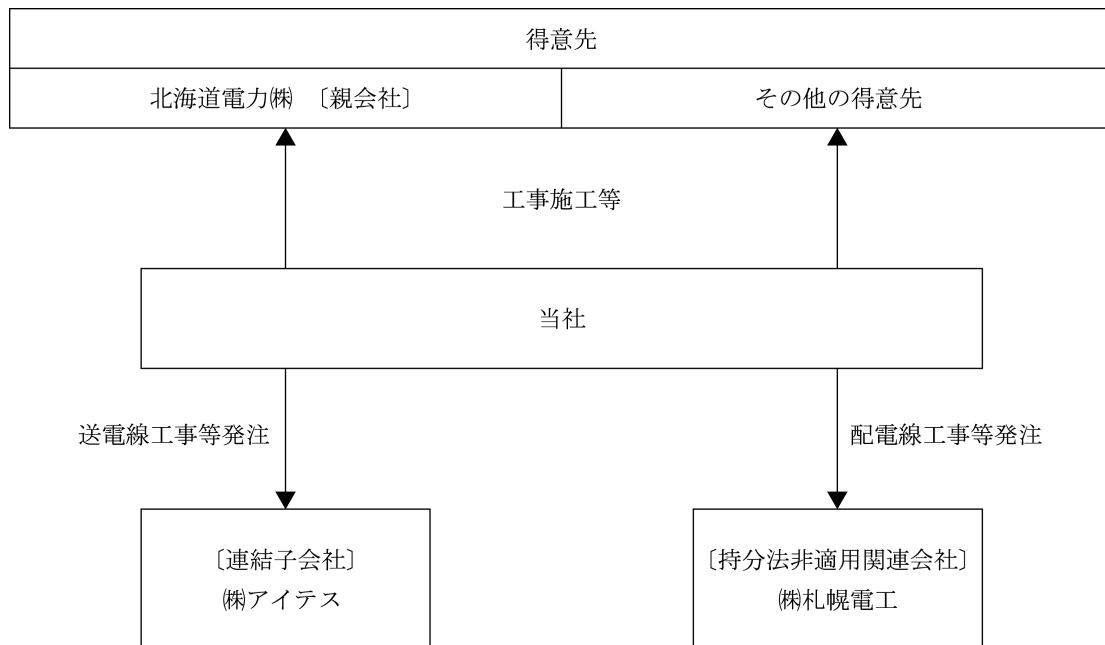 得意先
北海道電力㈱ 〔親会社〕
その他の得意先
工事施工等
当社
送電線工事等発注
配電線工事等発注
〔連結子会社〕
㈱アイテス
〔持分法非適用関連会社〕
㈱札幌電工